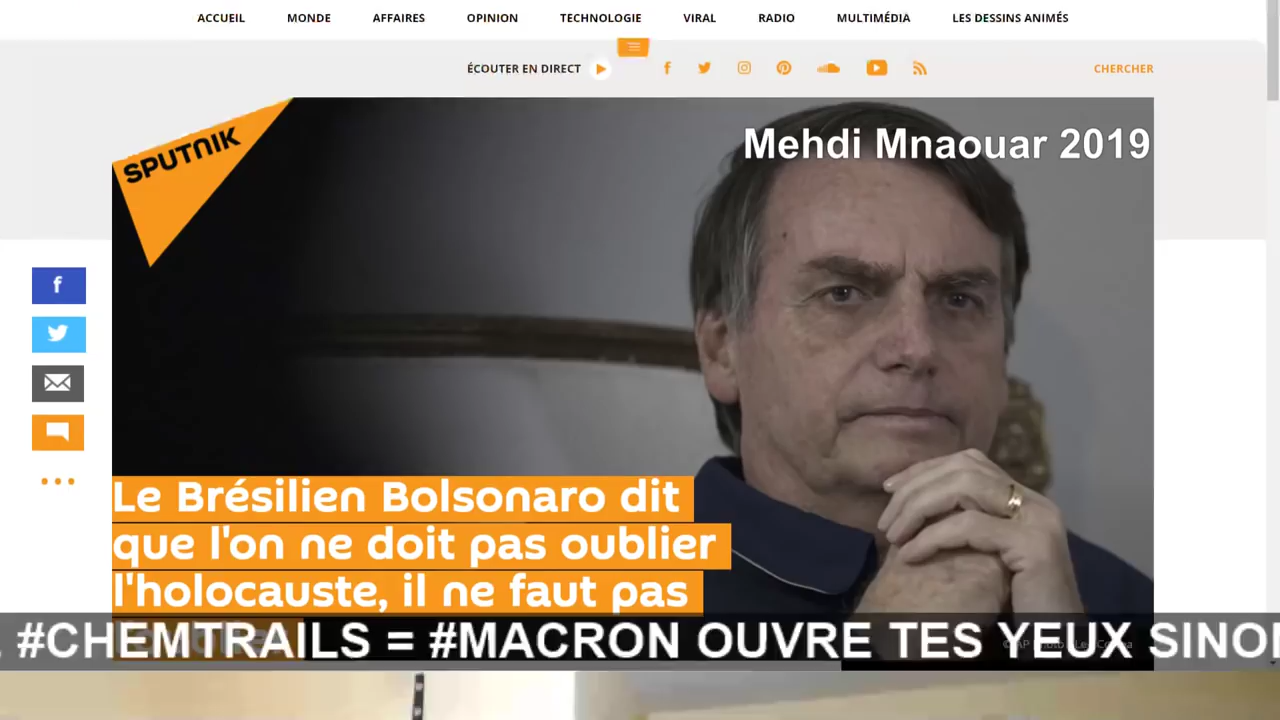 ACCUEIL MONDE AFFAIRES OPINION TECHNOLOGIE VIRAL RADIO MULTIMÉDIA LES DESSINS ANIMÉS
ÉCOUTER EN DIRECT CHERCHER
SPUTNIK
Mehdi Mnaouar 2019
Le Brésilien Bolsonaro dit
que l'on ne doit pas oublier
l'holocauste, il ne faut pas
#CHEMTRAILS = #MACRON OUVRE TES YEUX SINO